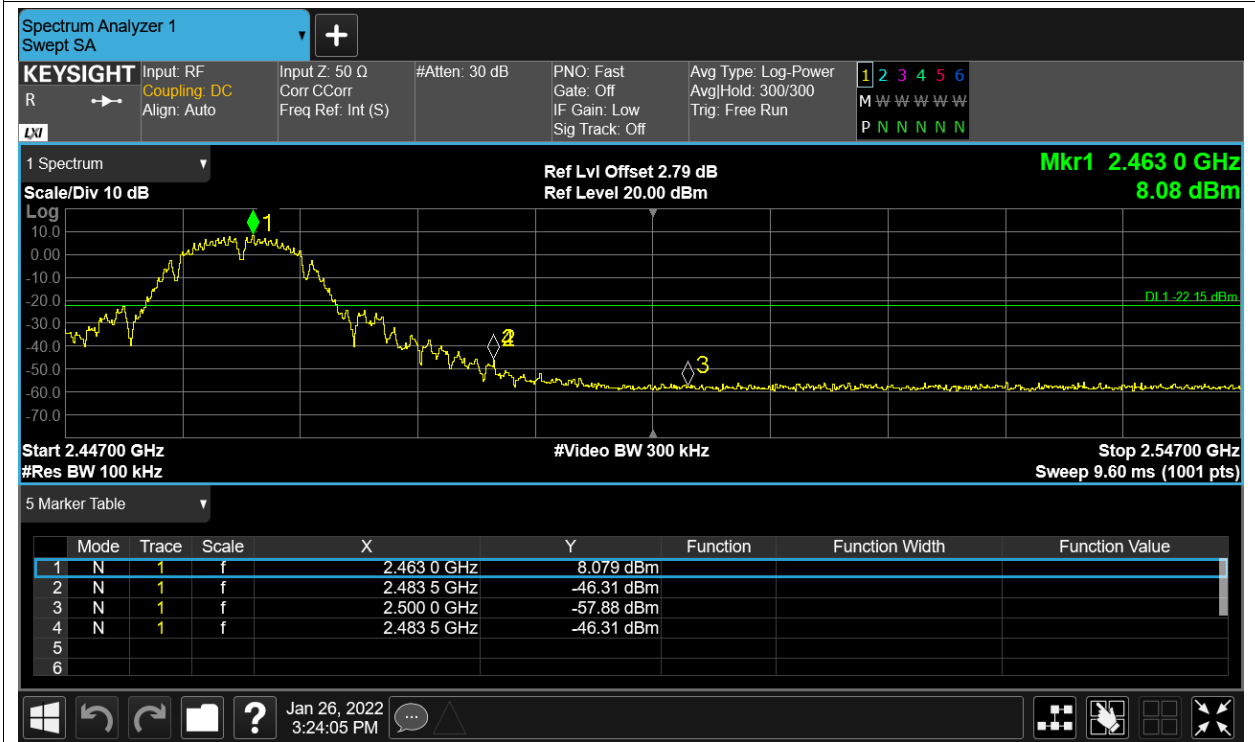 Spectrum Analyzer 1
Swept SA
+
KEYSIGHT
R
LXI
Input: RF
Coupling: DC
Align: Auto
Input Z: 50 Ω
Corr CCorr
Freq Ref: Int (S)
#Atten: 30 dB
PNO: Fast
Gate: Off
IF Gain: Low
Sig Track: Off
Avg Type: Log-Power
Avg|Hold: 300/300
Trig: Free Run
1 2 3 4 5 6
M W W W W W
P N N N N N
1 Spectrum
Scale/Div 10 dB
Ref Lvl Offset 2.79 dB
Ref Level 20.00 dBm
Mkr1 2.463 0 GHz
8.08 dBm
Log
10.0
0.00
-10.0
-20.0
-30.0
-40.0
-50.0
-60.0
-70.0
1
3
DL1 -22.15 dBm
Start 2.44700 GHz
#Res BW 100 kHz
#Video BW 300 kHz
Stop 2.54700 GHz
Sweep 9.60 ms (1001 pts)
5 Marker Table
Mode Trace Scale X Y Function Function Width Function Value
1 N 1 f 2.463 0 GHz 8.079 dBm
2 N 1 f 2.483 5 GHz -46.31 dBm
3 N 1 f 2.500 0 GHz -57.88 dBm
4 N 1 f 2.483 5 GHz -46.31 dBm
5
6
?
Jan 26, 2022
3:24:05 PM